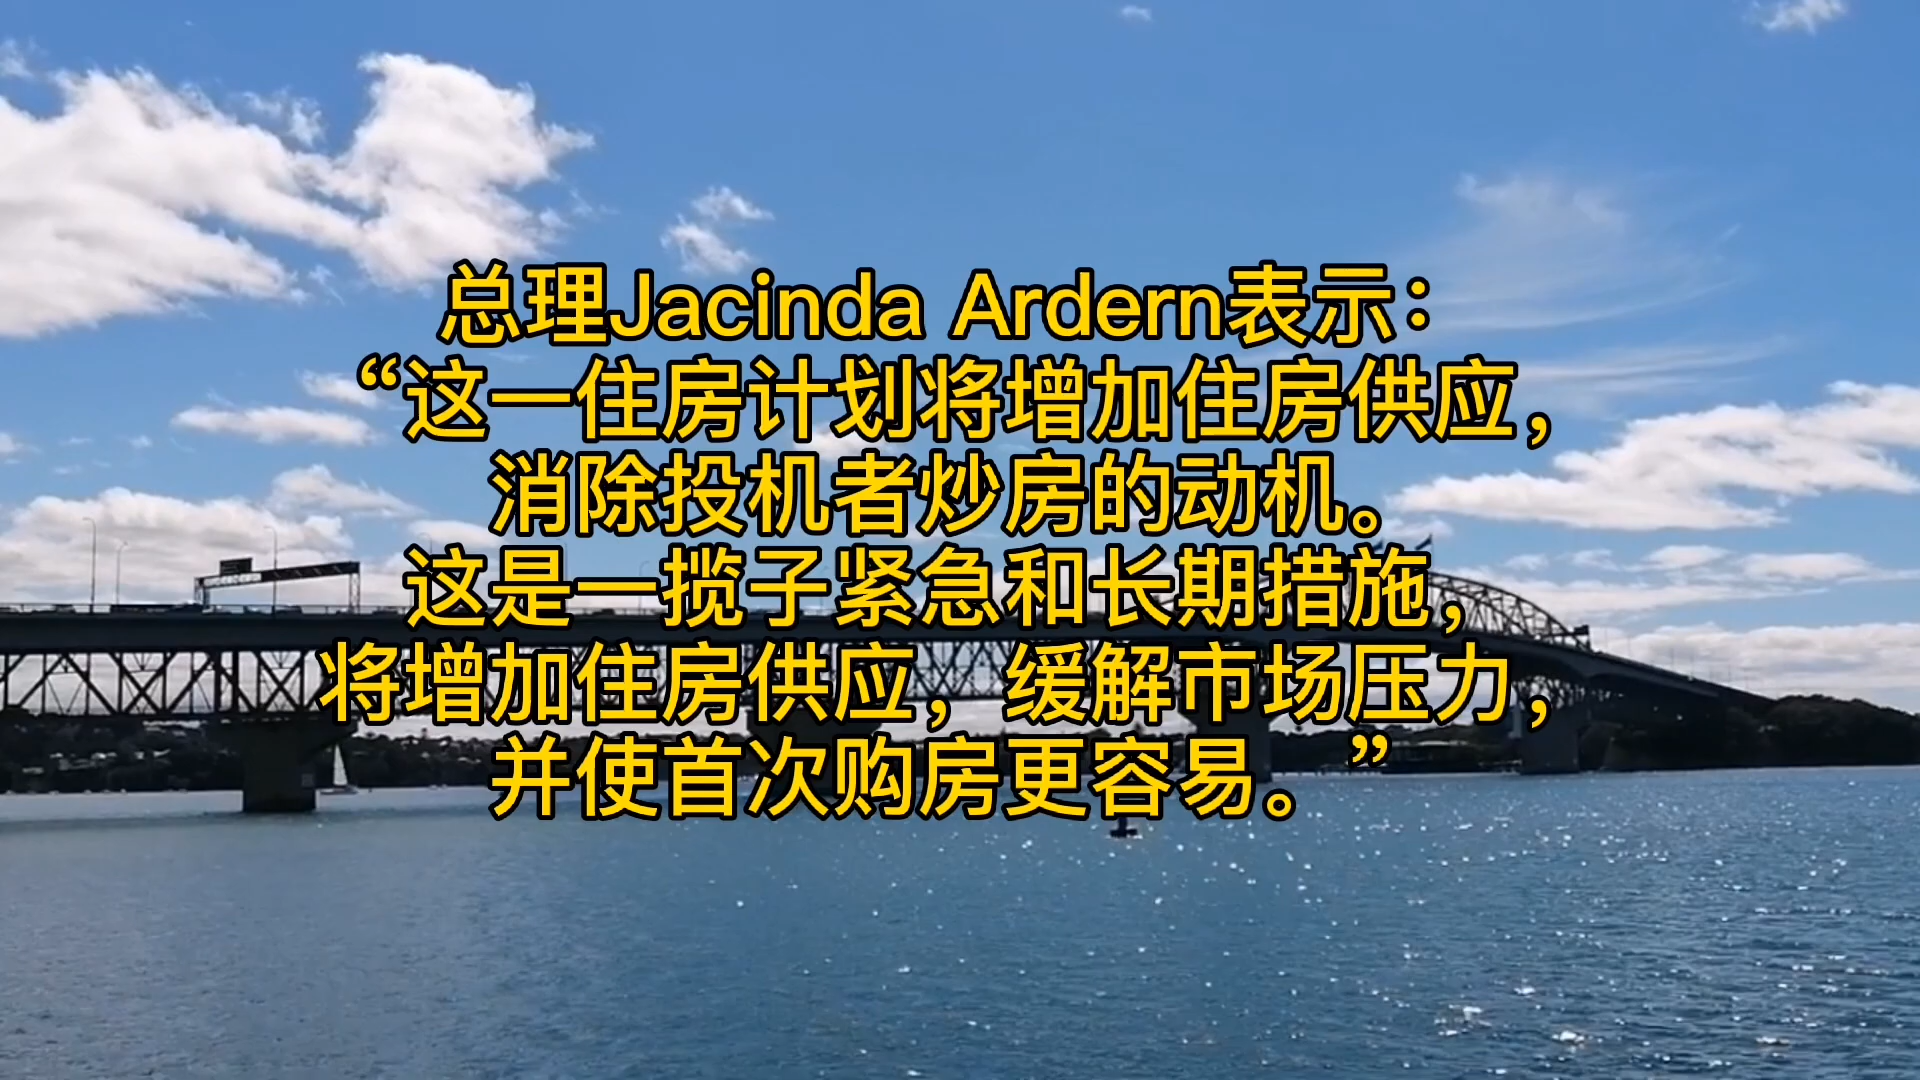 总理Jacinda Ardern表示：
“这一住房计划将增加住房供应，
消除投机者炒房的动机。
这是一揽子紧急和长期措施，
将增加住房供应，缓解市场压力，
并使首次购房更容易。”